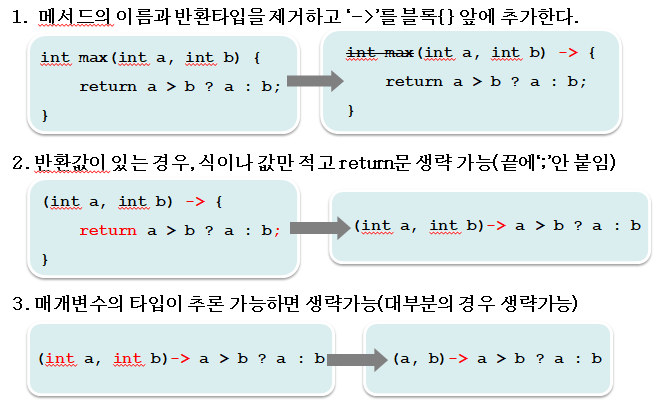 1. 메서드의 이름과 반환타입을 제거하고 '->'를 블록{} 앞에 추가한다.
int max(int a, int b) {
return a > b ? a : b;
}
int max(int a, int b) -> {
return a > b ? a : b;
}
2. 반환값이 있는 경우, 식이나 값만 적고 return문 생략 가능(끝에';'안 붙임)
(int a, int b) -> {
return a > b ? a : b;
}
(int a, int b)-> a > b ? a : b
3. 매개변수의 타입이 추론 가능하면 생략가능(대부분의 경우 생략가능)
(int a, int b)-> a > b ? a : b
(a, b)-> a > b ? a : b